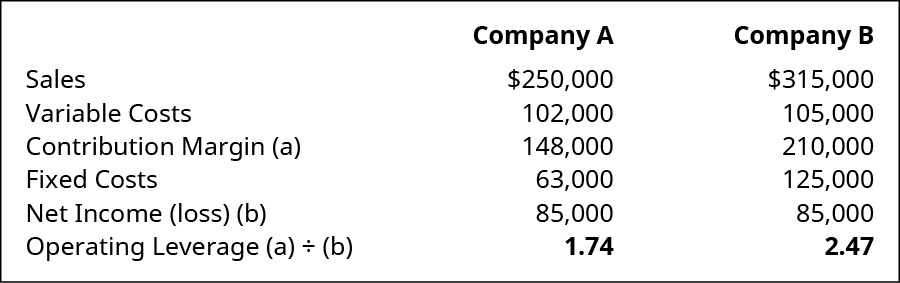 Company A Company B
Sales $250,000 $315,000
Variable Costs 102,000 105,000
Contribution Margin (a) 148,000 210,000
Fixed Costs 63,000 125,000
Net Income (loss) (b) 85,000 85,000
Operating Leverage (a) ÷ (b) 1.74 2.47